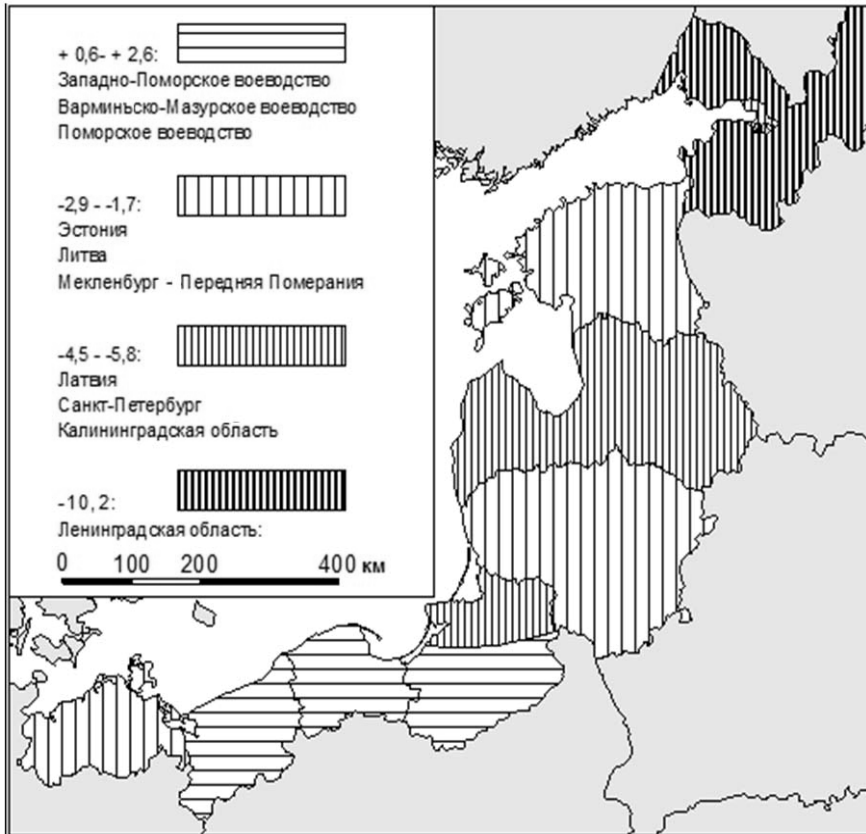 + 0,6- + 2,6:
Западно-Поморское воеводство
Варминьско-Мазурское воеводство
Поморское воеводство
-2,9 - -1,7:
Эстония
Литва
Мекленбург - Передняя Померания
-4,5 - -5,8:
Латвия
Санкт-Петербург
Калининградская область
-10,2:
Ленинградская область:
0 100 200 400 км